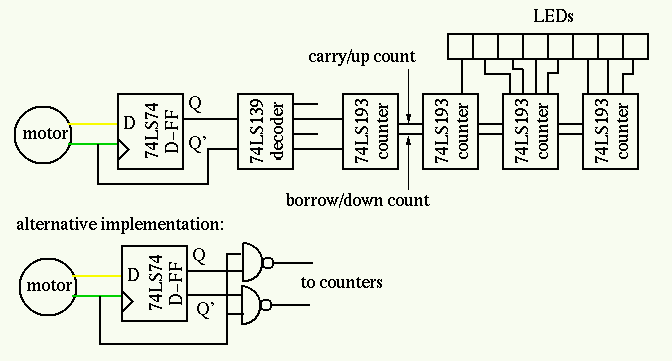 LEDs
carry/up count
motor
D
74LS74
D-FF
Q
Q'
74LS139
decoder
74LS193
counter
74LS193
counter
74LS193
counter
74LS193
counter
borrow/down count
alternative implementation:
motor
D
74LS74
D-FF
Q
Q'
to counters